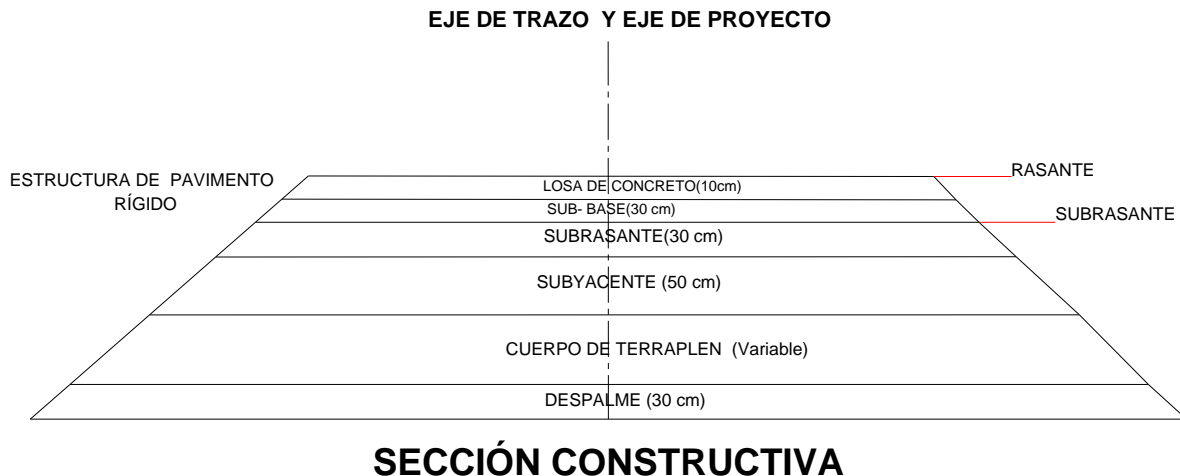 EJE DE TRAZO Y EJE DE PROYECTO
ESTRUCTURA DE PAVIMENTO
RÍGIDO
LOSA DE CONCRETO(10cm)
RASANTE
SUB- BASE(30 cm)
SUBRASANTE
SUBRASANTE(30 cm)
SUBYACENTE (50 cm)
CUERPO DE TERRAPLEN (Variable)
DESPALME (30 cm)
SECCIÓN CONSTRUCTIVA